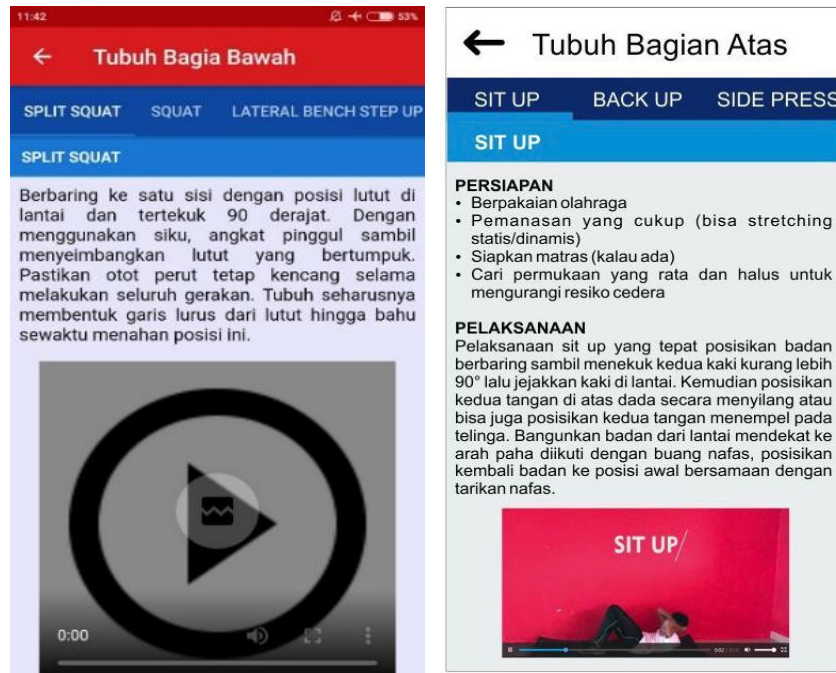 11:42
53%
Tubuh Bagia Bawah
SPLIT SQUAT SQUAT LATERAL BENCH STEP UP
SPLIT SQUAT
Berbaring ke satu sisi dengan posisi lutut di
lantai dan tertekuk 90 derajat. Dengan
menggunakan siku, angkat pinggul sambil
menyeimbangkan lutut yang bertumpuk.
Pastikan otot perut tetap kencang selama
melakukan seluruh gerakan. Tubuh seharusnya
membentuk garis lurus dari lutut hingga bahu
sewaktu menahan posisi ini.
0:00
Tubuh Bagian Atas
SIT UP BACK UP SIDE PRESS
SIT UP
PERSIAPAN
• Berpakaian olahraga
• Pemanasan yang cukup (bisa stretching
statis/dinamis)
• Siapkan matras (kalau ada)
• Cari permukaan yang rata dan halus untuk
mengurangi resiko cedera
PELAKSANAAN
Pelaksanaan sit up yang tepat posisikan badan
berbaring sambil menekuk kedua kaki kurang lebih
90° lalu jejakkan kaki di lantai. Kemudian posisikan
kedua tangan di atas dada secara menyilang atau
bisa juga posisikan kedua tangan menempel pada
telinga. Bangunkan badan dari lantai mendekat ke
arah paha diikuti dengan buang nafas, posisikan
kembali badan ke posisi awal bersamaan dengan
tarikan nafas.
SIT UP/